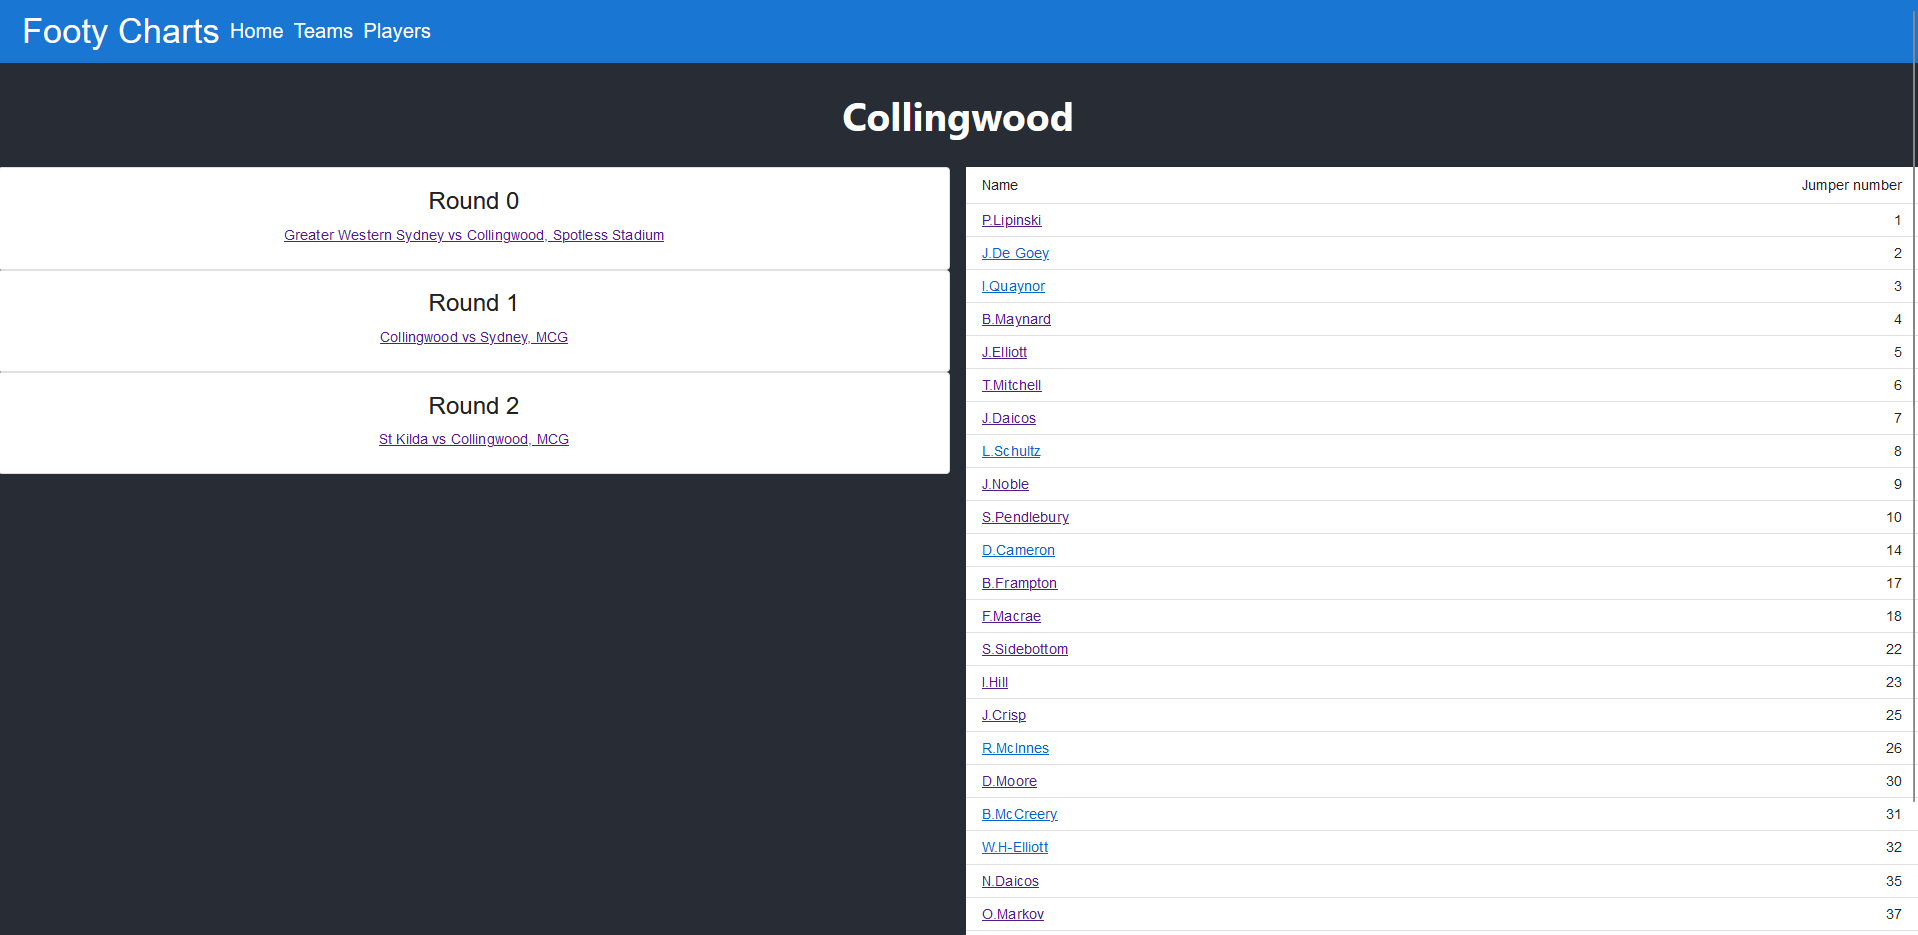 Footy Charts Home Teams Players
Collingwood
Round 0
Greater Western Sydney vs Collingwood, Spotless Stadium
Round 1
Collingwood vs Sydney, MCG
Round 2
St Kilda vs Collingwood, MCG
Name Jumper number
P.Lipinski 1
J.De Goey 2
I.Quaynor 3
B.Maynard 4
J.Elliott 5
T.Mitchell 6
J.Daicos 7
L.Schultz 8
J.Noble 9
S.Pendlebury 10
D.Cameron 14
B.Frampton 17
F.Macrae 18
S.Sidebottom 22
I.Hill 23
J.Crisp 25
R.McInnes 26
D.Moore 30
B.McCreery 31
W.H-Elliott 32
N.Daicos 35
O.Markov 37